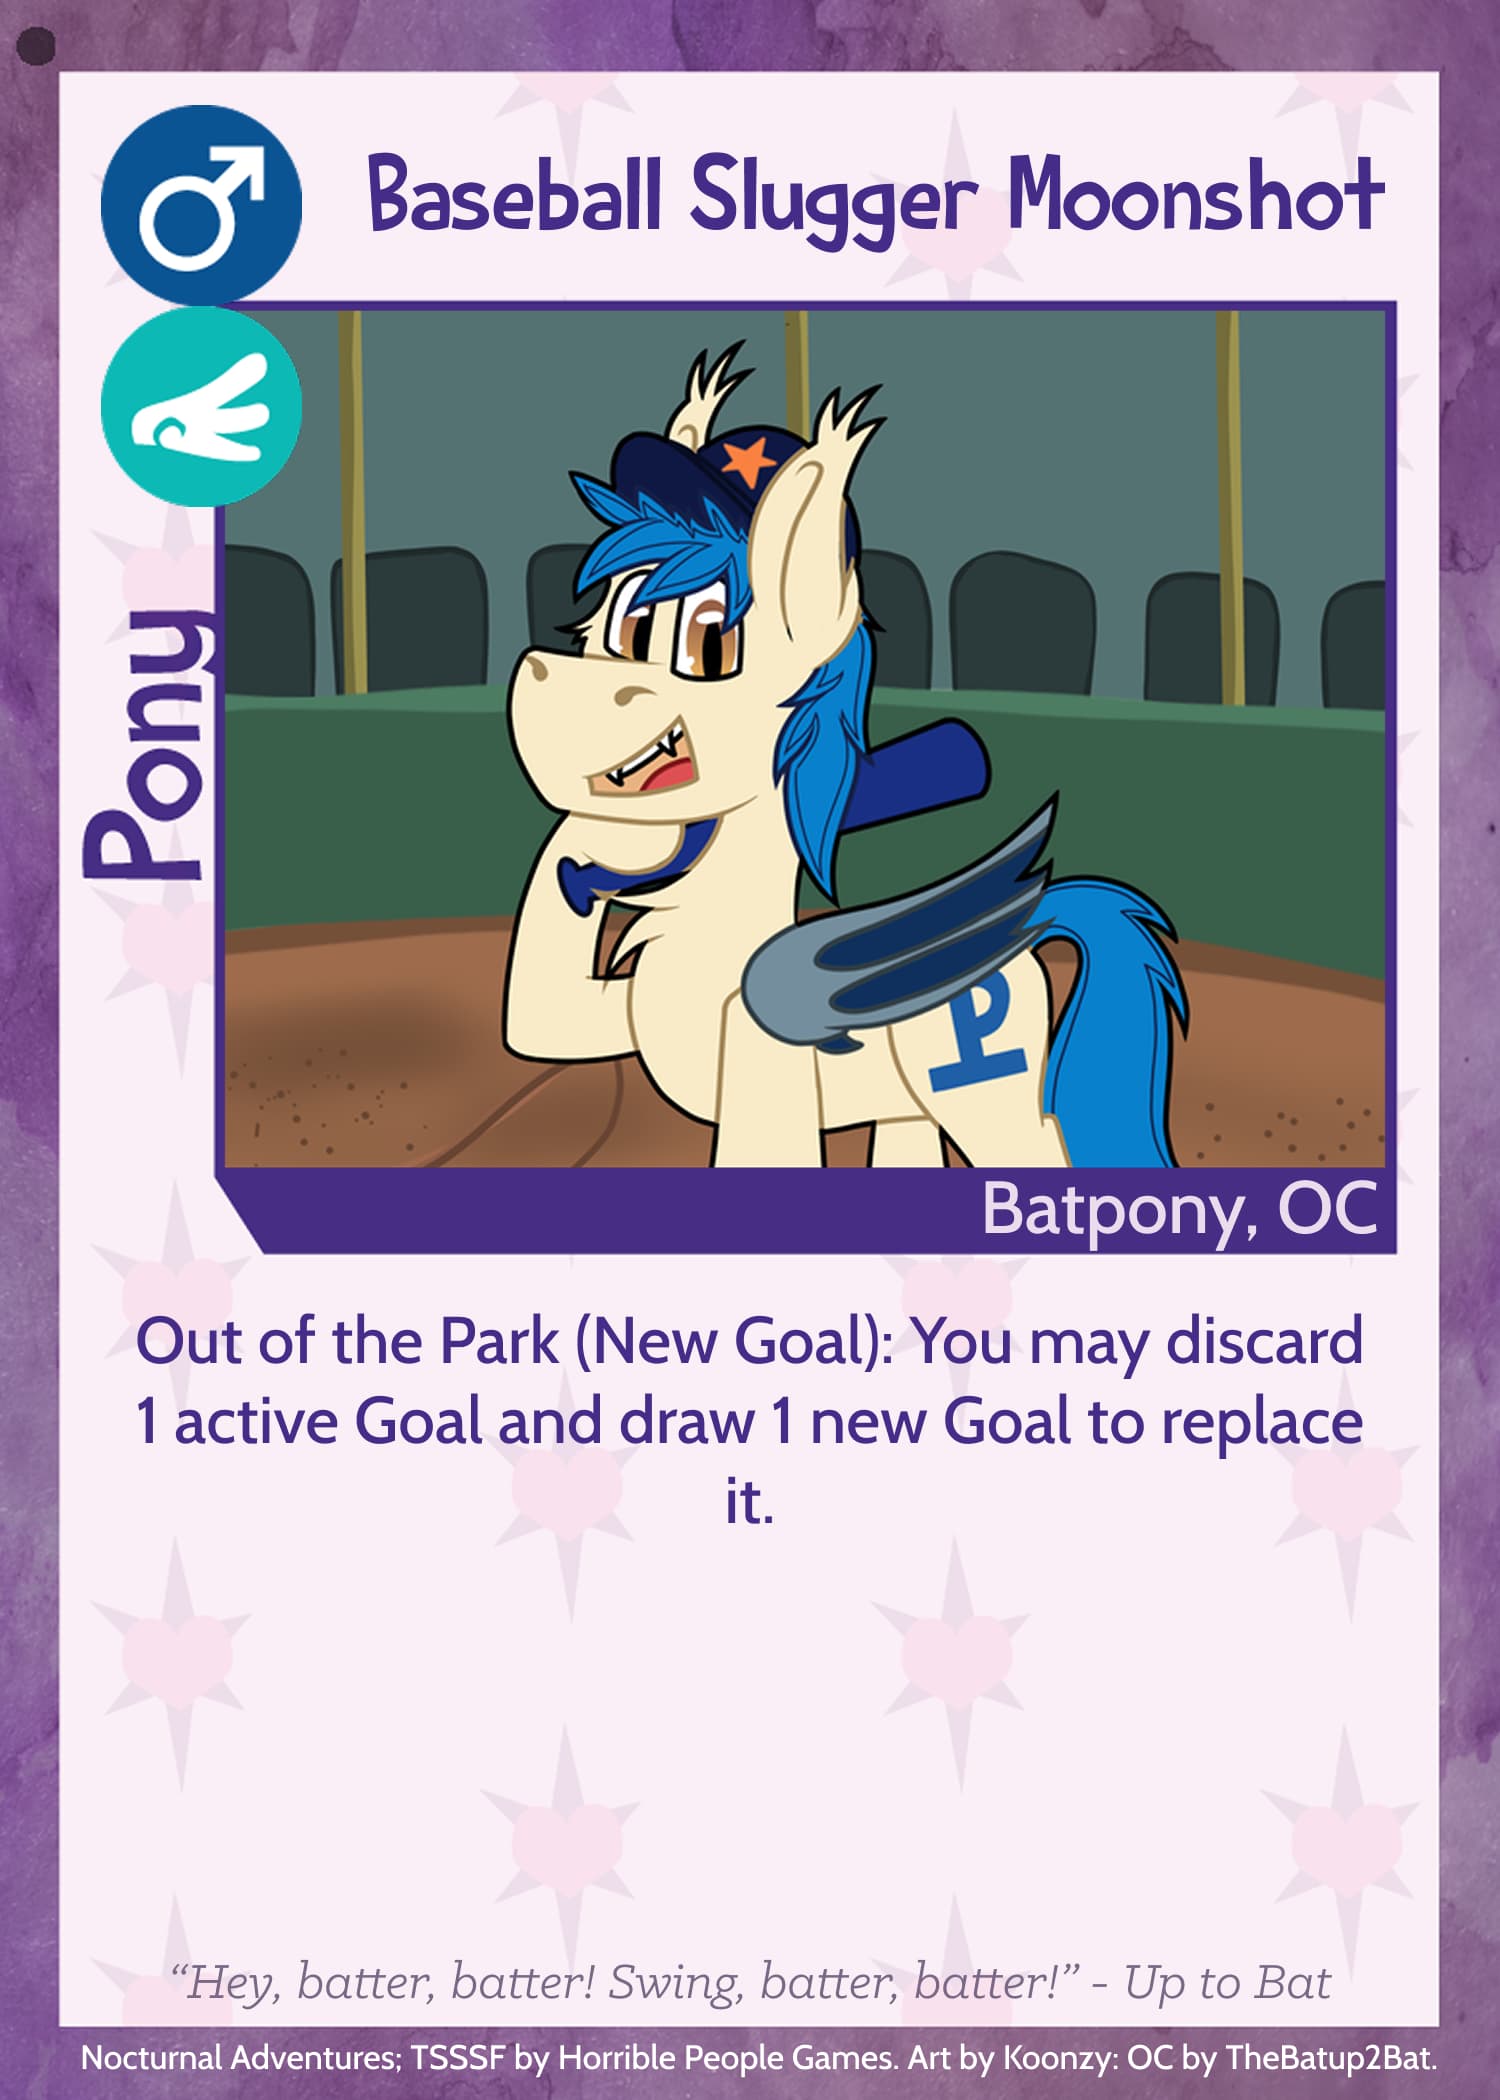 Baseball Slugger Moonshot
Pony
P
Batpony, OC
Out of the Park (New Goal): You may discard
1 active Goal and draw 1 new Goal to replace
it.
“Hey, batter, batter! Swing, batter, batter!” - Up to Bat
Nocturnal Adventures; TSSSF by Horrible People Games. Art by Koonzy: OC by TheBatup2Bat.